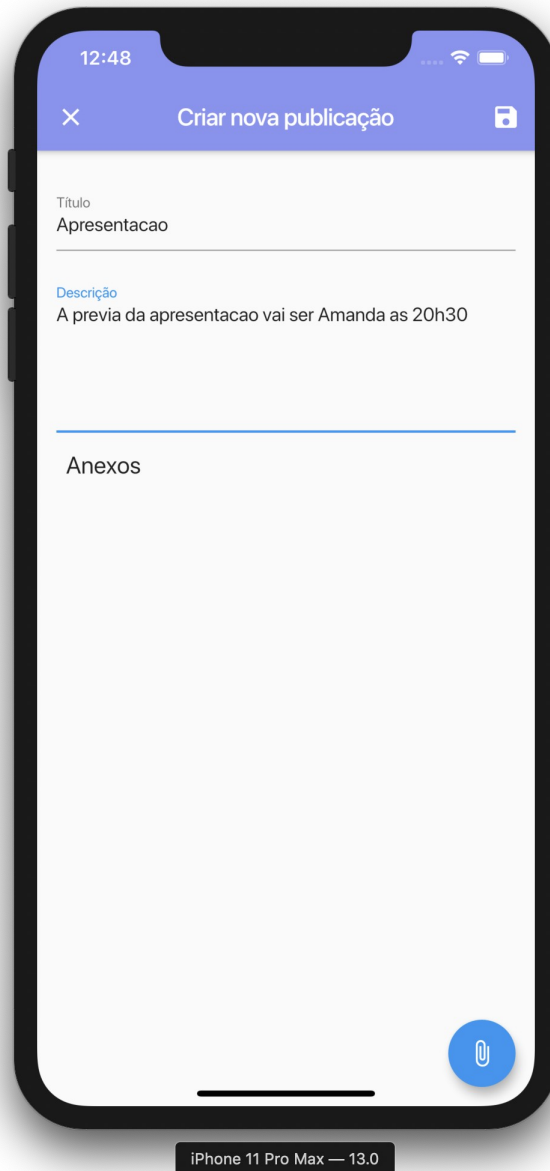 12:48
Criar nova publicação
Título
Apresentacao
Descrição
A previa da apresentacao vai ser Amanda as 20h30
Anexos
iPhone 11 Pro Max — 13.0